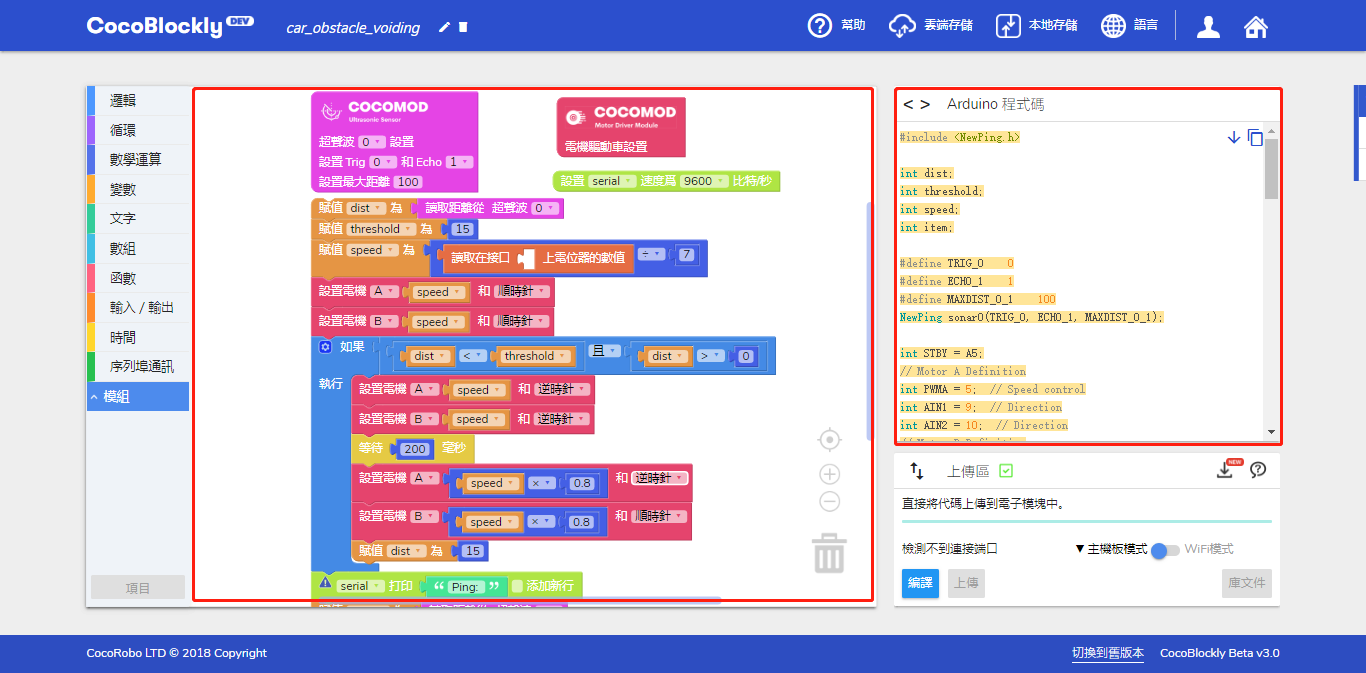 CocoBlockly DEV
car_obstacle_voiding
幫助
雲端存儲
本地存儲
語言
邏輯
循環
數學運算
變數
文字
數組
函數
輸入 / 輸出
時間
序列埠通訊
模組
項目
COCOMOD
Ultrasonic Sensor
超聲波 0 設置
設置 Trig 0 和 Echo 1
設置最大距離 100
COCOMOD
Motor Driver Module
電機驅動車設置
設置 serial 速度爲 9600 比特/秒
賦值 dist 為 讀取距離從 超聲波 0
賦值 threshold 為 15
賦值 speed 為 讀取在接口 上電位器的數值 ÷ 7
設置電機 A speed 和 順時針
設置電機 B speed 和 順時針
如果 dist < threshold 且 dist > 0
執行 設置電機 A speed 和 逆時針
設置電機 B speed 和 逆時針
等待 200 毫秒
設置電機 A speed × 0.8 和 逆時針
設置電機 B speed × 0.8 和 順時針
賦值 dist 為 15
serial 打印 “ Ping: ” 添加新行
< > Arduino 程式碼
#include <NewPing.h>
int dist;
int threshold;
int speed;
int item;
#define TRIG_0 0
#define ECHO_1 1
#define MAXDIST_0_1 100
NewPing sonar0(TRIG_0, ECHO_1, MAXDIST_0_1);
int STBY = A5;
// Motor A Definition
int PWMA = 5; // Speed control
int AIN1 = 9; // Direction
int AIN2 = 10; // Direction
上傳區
NEW
直接將代碼上傳到電子模塊中。
檢測不到連接端口
▼主機板模式 WiFi模式
編譯
上傳
庫文件
CocoRobo LTD © 2018 Copyright
切換到舊版本
CocoBlockly Beta v3.0